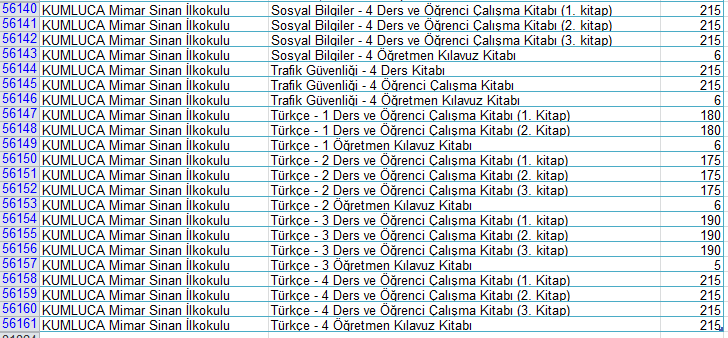 56140 KUMLUCA Mimar Sinan İlkokulu Sosyal Bilgiler - 4 Ders ve Öğrenci Çalışma Kitabı (1. kitap) 215
56141 KUMLUCA Mimar Sinan İlkokulu Sosyal Bilgiler - 4 Ders ve Öğrenci Çalışma Kitabı (2. kitap) 215
56142 KUMLUCA Mimar Sinan İlkokulu Sosyal Bilgiler - 4 Ders ve Öğrenci Çalışma Kitabı (3. kitap) 215
56143 KUMLUCA Mimar Sinan İlkokulu Sosyal Bilgiler - 4 Öğretmen Kılavuz Kitabı 6
56144 KUMLUCA Mimar Sinan İlkokulu Trafik Güvenliği - 4 Ders Kitabı 215
56145 KUMLUCA Mimar Sinan İlkokulu Trafik Güvenliği - 4 Öğrenci Çalışma Kitabı 215
56146 KUMLUCA Mimar Sinan İlkokulu Trafik Güvenliği - 4 Öğretmen Kılavuz Kitabı 6
56147 KUMLUCA Mimar Sinan İlkokulu Türkçe - 1 Ders ve Öğrenci Çalışma Kitabı (1. Kitap) 180
56148 KUMLUCA Mimar Sinan İlkokulu Türkçe - 1 Ders ve Öğrenci Çalışma Kitabı (2. Kitap) 180
56149 KUMLUCA Mimar Sinan İlkokulu Türkçe - 1 Öğretmen Kılavuz Kitabı 6
56150 KUMLUCA Mimar Sinan İlkokulu Türkçe - 2 Ders ve Öğrenci Çalışma Kitabı (1. kitap) 175
56151 KUMLUCA Mimar Sinan İlkokulu Türkçe - 2 Ders ve Öğrenci Çalışma Kitabı (2. kitap) 175
56152 KUMLUCA Mimar Sinan İlkokulu Türkçe - 2 Ders ve Öğrenci Çalışma Kitabı (3. kitap) 175
56153 KUMLUCA Mimar Sinan İlkokulu Türkçe - 2 Öğretmen Kılavuz Kitabı 6
56154 KUMLUCA Mimar Sinan İlkokulu Türkçe - 3 Ders ve Öğrenci Çalışma Kitabı (1. kitap) 190
56155 KUMLUCA Mimar Sinan İlkokulu Türkçe - 3 Ders ve Öğrenci Çalışma Kitabı (2. kitap) 190
56156 KUMLUCA Mimar Sinan İlkokulu Türkçe - 3 Ders ve Öğrenci Çalışma Kitabı (3. kitap) 190
56157 KUMLUCA Mimar Sinan İlkokulu Türkçe - 3 Öğretmen Kılavuz Kitabı 5
56158 KUMLUCA Mimar Sinan İlkokulu Türkçe - 4 Ders ve Öğrenci Çalışma Kitabı (1. Kitap) 215
56159 KUMLUCA Mimar Sinan İlkokulu Türkçe - 4 Ders ve Öğrenci Çalışma Kitabı (2. Kitap) 215
56160 KUMLUCA Mimar Sinan İlkokulu Türkçe - 4 Ders ve Öğrenci Çalışma Kitabı (3. Kitap) 215
56161 KUMLUCA Mimar Sinan İlkokulu Türkçe - 4 Öğretmen Kılavuz Kitabı 215